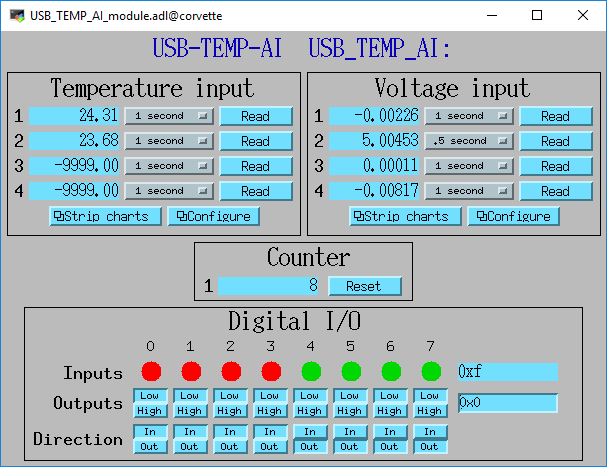 USB_TEMP_AI_module.adl@corvette
USB-TEMP-AI USB_TEMP_AI:
Temperature input
1 24.31 1 second Read
2 23.68 1 second Read
3 -9999.00 1 second Read
4 -9999.00 1 second Read
Strip charts Configure
Voltage input
1 -0.00226 1 second Read
2 5.00453 .5 second Read
3 0.00011 1 second Read
4 -0.00817 1 second Read
Strip charts Configure
Counter
1 8 Reset
Digital I/O
0 1 2 3 4 5 6 7
Inputs 0xf
Outputs Low Low Low Low Low Low Low Low 0x0
High High High High High High High High
Direction In In In In In In In In
Out Out Out Out Out Out Out Out